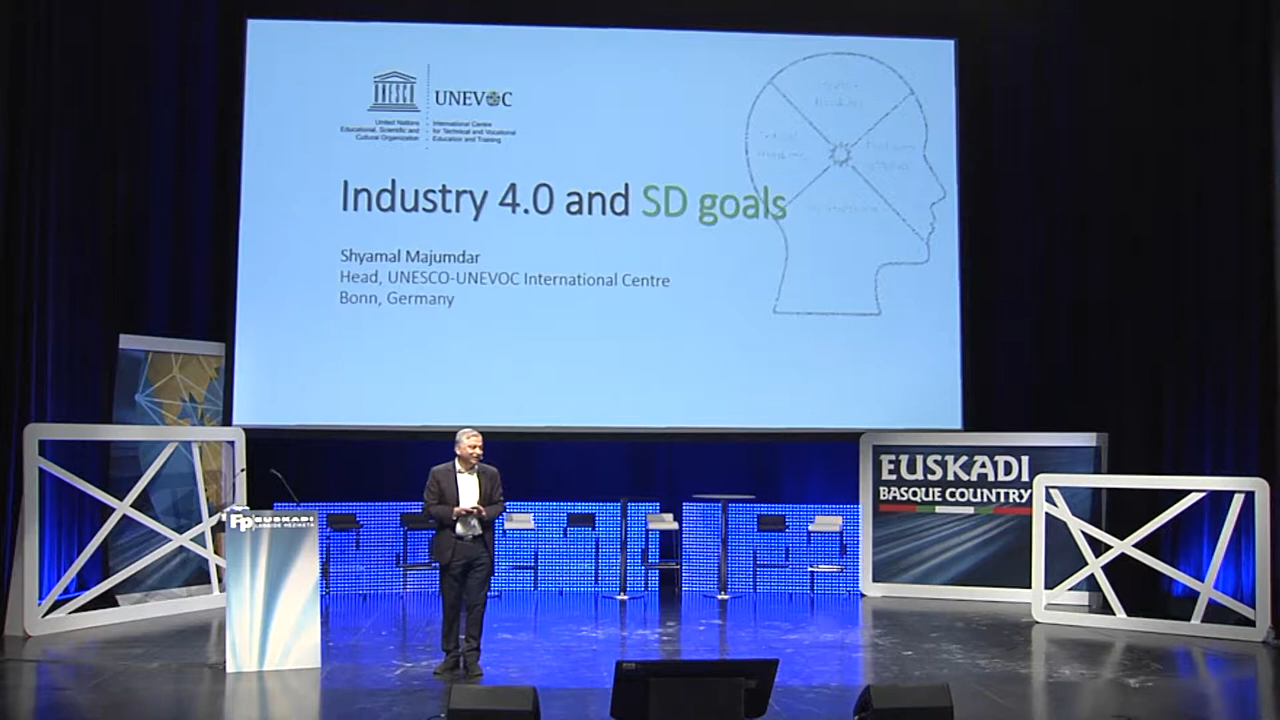 UNESCO
UNEVOC
United Nations
Educational, Scientific and
Cultural Organization
International Centre
for Technical and Vocational
Education and Training
Industry 4.0 and SD goals
Shyamal Majumdar
Head, UNESCO-UNEVOC International Centre
Bonn, Germany
EUSKADI
BASQUE COUNTRY
Fp EUSKADI
LANBIDE HEZIKETA